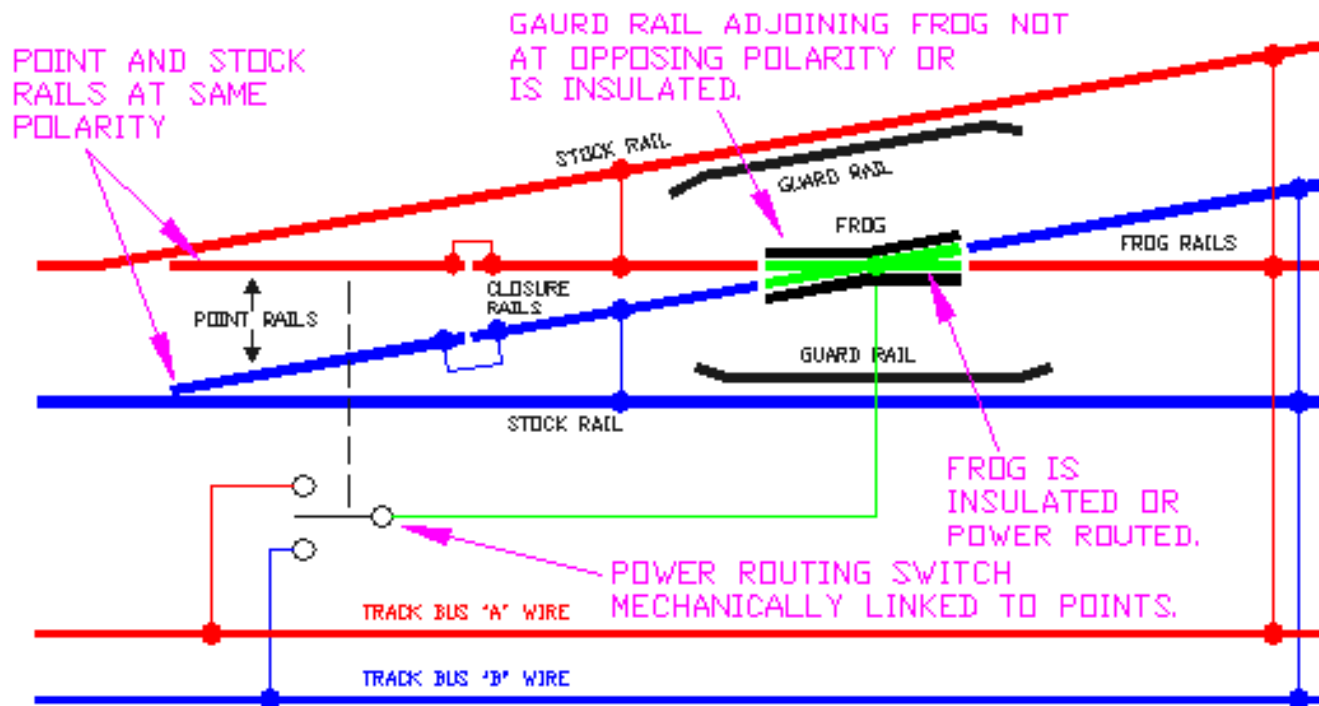 GAURD RAIL ADJOINING FROG NOT
AT OPPOSING POLARITY OR
IS INSULATED.
POINT AND STOCK
RAILS AT SAME
POLARITY
STOCK RAIL
GUARD RAIL
FROG
FROG RAILS
CLOSURE
RAILS
POINT RAILS
GUARD RAIL
STOCK RAIL
FROG IS
INSULATED OR
POWER ROUTED.
POWER ROUTING SWITCH
MECHANICALLY LINKED TO POINTS.
TRACK BUS "A" WIRE
TRACK BUS "B" WIRE